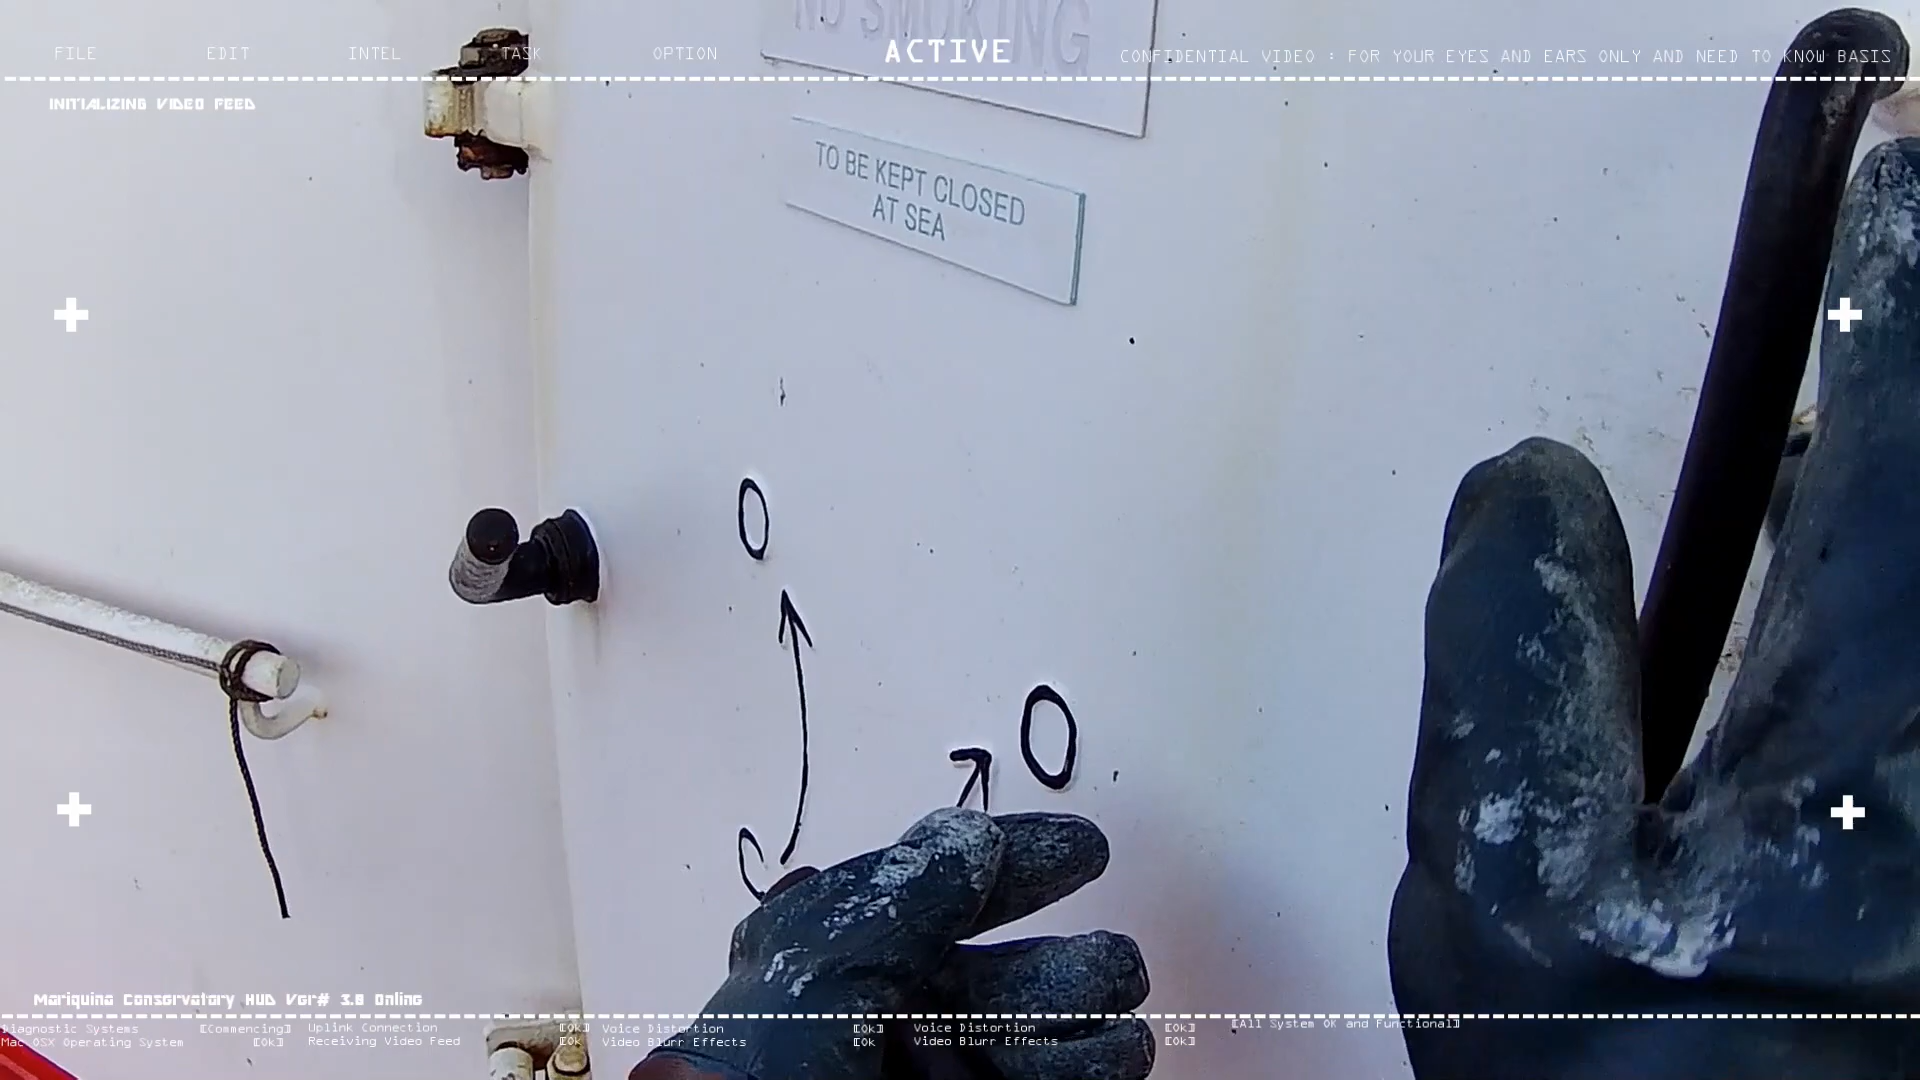 NO SMOKING
FILE EDIT INTEL TASK OPTION ACTIVE CONFIDENTIAL VIDEO : FOR YOUR EYES AND EARS ONLY AND NEED TO KNOW BASIS
INITIALIZING VIDEO FEED
TO BE KEPT CLOSED
AT SEA
O
O
C
Mariquina Conservatory HUD Ver# 3.0 Online
Diagnostic Systems [Commencing] Uplink Connection [Ok] Voice Distortion [Ok] Voice Distortion [Ok] [All System OK and Functional]
Mac OSX Operating System [Ok] Receiving Video Feed [Ok Video Blurr Effects [Ok Video Blurr Effects [Ok]